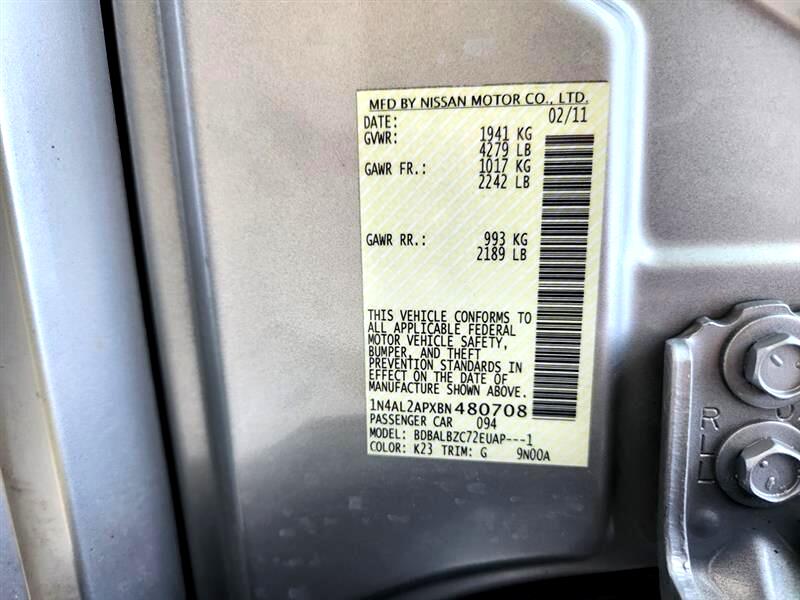 MFD BY NISSAN MOTOR CO., LTD.
DATE: 02/11
GVWR: 1941 KG
4279 LB
GAWR FR.: 1017 KG
2242 LB
GAWR RR.: 993 KG
2189 LB
THIS VEHICLE CONFORMS TO
ALL APPLICABLE FEDERAL
MOTOR VEHICLE SAFETY,
BUMPER, AND THEFT
PREVENTION STANDARDS IN
EFFECT ON THE DATE OF
MANUFACTURE SHOWN ABOVE.
1N4AL2APXBN480708
PASSENGER CAR 094
MODEL: BDBALBZC72EUAP---1
COLOR: K23 TRIM: G 9N00A